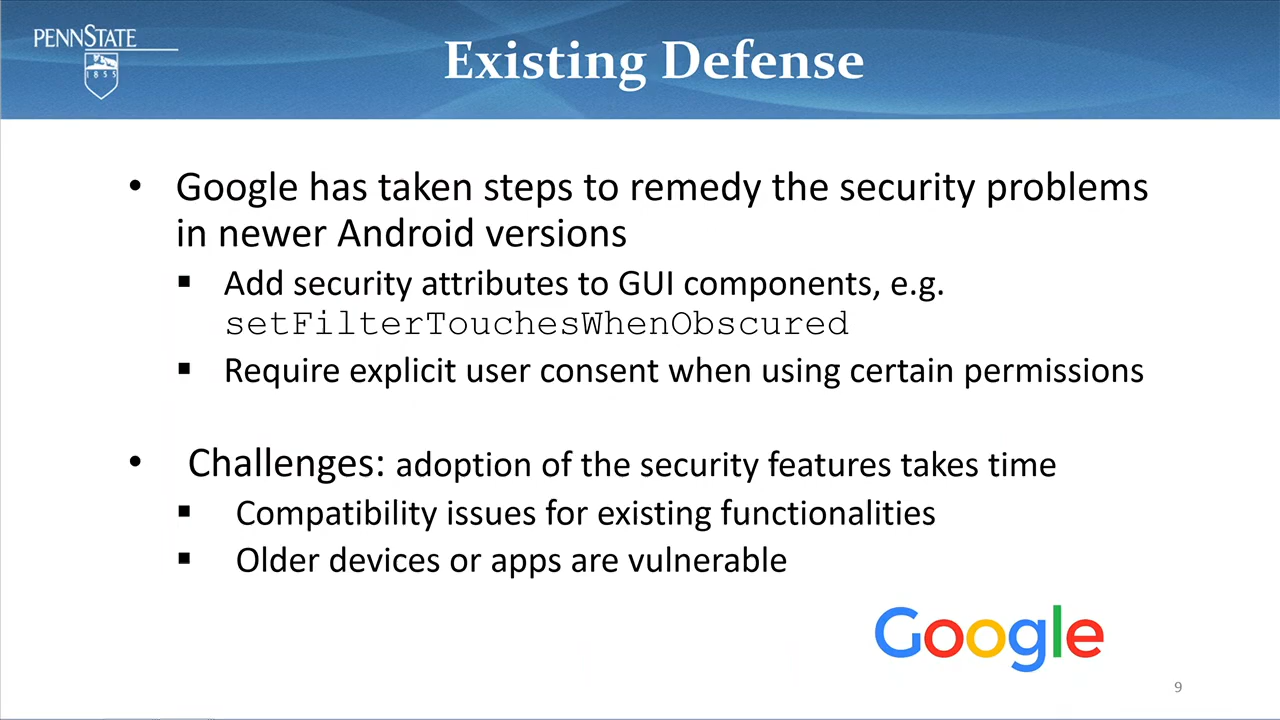 PENNSTATE
1855
Existing Defense
• Google has taken steps to remedy the security problems
in newer Android versions
▪ Add security attributes to GUI components, e.g.
setFilterTouchesWhenObscured
▪ Require explicit user consent when using certain permissions
• Challenges: adoption of the security features takes time
▪ Compatibility issues for existing functionalities
▪ Older devices or apps are vulnerable
Google
9